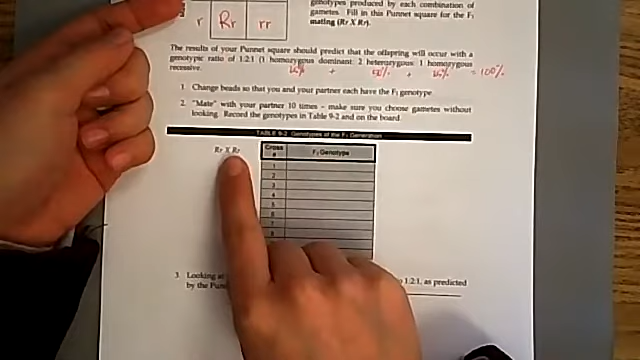 genotypes produced by each combination of
gametes. Fill in this Punnet square for the F₁
mating (Rr X Rr).
r Rr rr
The results of your Punnet square should predict that the offspring will occur with a
genotypic ratio of 1:2:1 (1 homozygous dominant: 2 heterozygous: 1 homozygous
recessive.
25% + 50% + 25% = 100%
1. Change beads so that you and your partner each have the F₁ genotype.
2. "Mate" with your partner 10 times – make sure you choose gametes without
looking. Record the genotypes in Table 9-2 and on the board.
TABLE 9-2 Genotypes of the F₂ Generation
Rr X Rr
Cross # F₂ Genotype
1
2
3
4
5
6
7
8
3. Looking at 1:2:1, as predicted
by the Pun